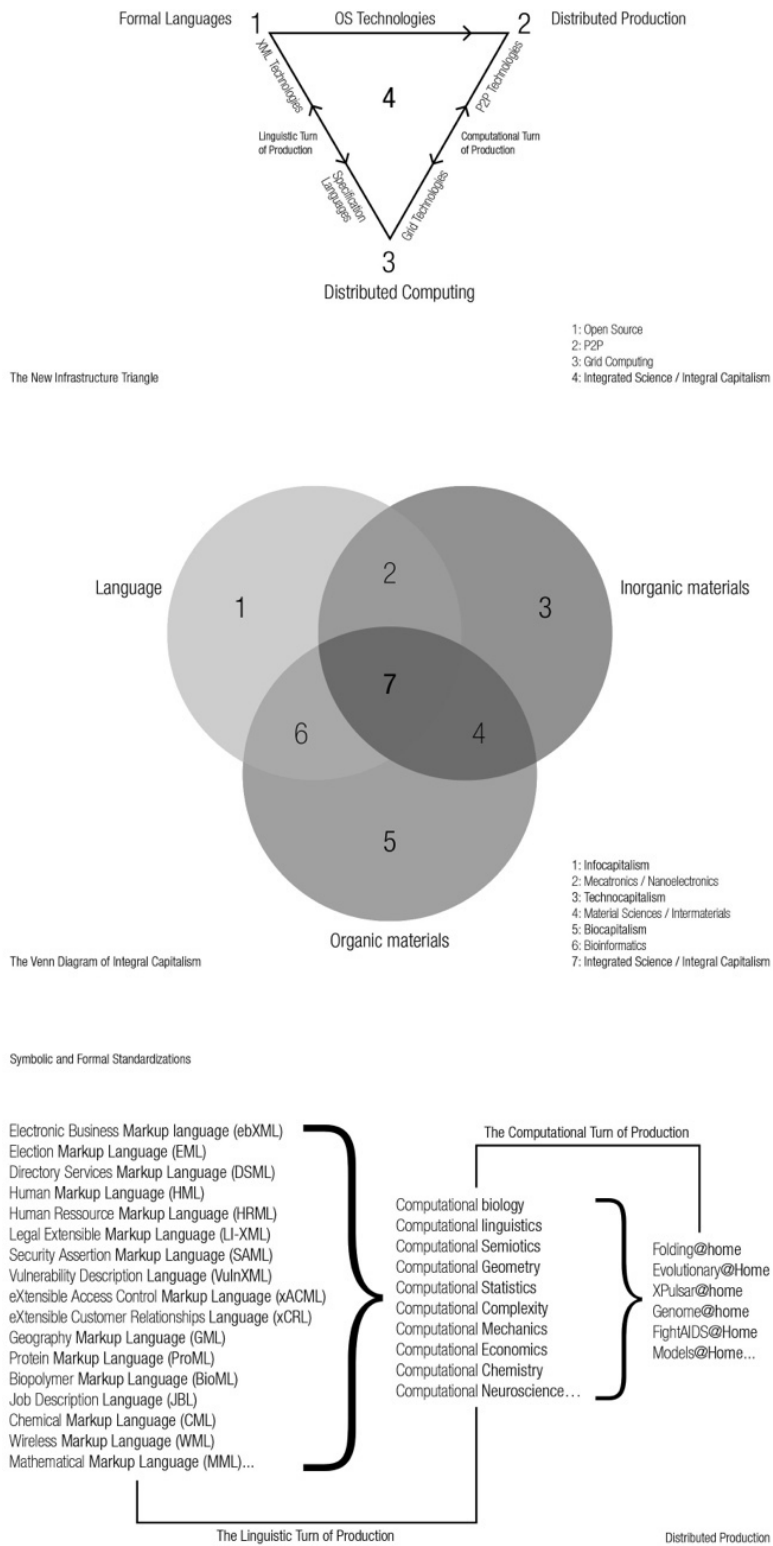 Formal Languages 1 OS Technologies 2 Distributed Production
XML Technologies
P2P Technologies
4
Linguistic Turn
of Production
Computational Turn
of Production
Specification
Languages
Grid Technologies
3
Distributed Computing
1: Open Source
2: P2P
3: Grid Computing
4: Integrated Science / Integral Capitalism
The New Infrastructure Triangle
Language
Inorganic materials
1
2
3
7
6
4
5
Organic materials
1: Infocapitalism
2: Mecatronics / Nanoelectronics
3: Technocapitalism
4: Material Sciences / Intermaterials
5: Biocapitalism
6: Bioinformatics
7: Integrated Science / Integral Capitalism
The Venn Diagram of Integral Capitalism
Symbolic and Formal Standardizations
Electronic Business Markup language (ebXML)
Election Markup Language (EML)
Directory Services Markup Language (DSML)
Human Markup Language (HML)
Human Ressource Markup Language (HRML)
Legal Extensible Markup Language (LI-XML)
Security Assertion Markup Language (SAML)
Vulnerability Description Language (VulnXML)
eXtensible Access Control Markup Language (xACML)
eXtensible Customer Relationships Language (xCRL)
Geography Markup Language (GML)
Protein Markup Language (ProML)
Biopolymer Markup Language (BioML)
Job Description Language (JBL)
Chemical Markup Language (CML)
Wireless Markup Language (WML)
Mathematical Markup Language (MML)...
The Linguistic Turn of Production
The Computational Turn of Production
Computational biology
Computational linguistics
Computational Semiotics
Computational Geometry
Computational Statistics
Computational Complexity
Computational Mechanics
Computational Economics
Computational Chemistry
Computational Neuroscience...
Folding@home
Evolutionary@Home
XPulsar@home
Genome@home
FightAIDS@Home
Models@Home...
Distributed Production